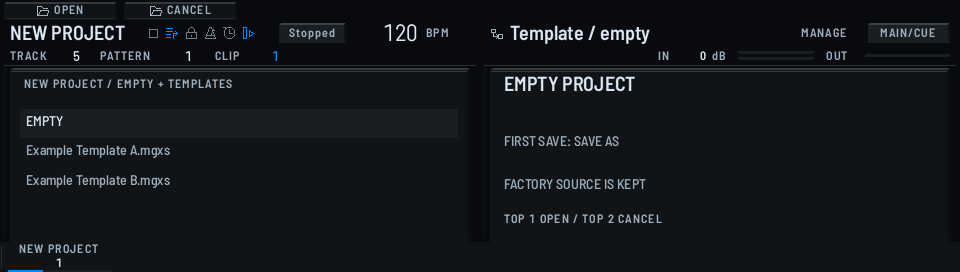 OPEN
CANCEL
NEW PROJECT
Stopped
120 BPM
TRACK 5 PATTERN 1 CLIP 1
Template / empty
MANAGE
MAIN/CUE
IN 0 dB OUT
NEW PROJECT / EMPTY + TEMPLATES
EMPTY
Example Template A.mgxs
Example Template B.mgxs
EMPTY PROJECT
FIRST SAVE: SAVE AS
FACTORY SOURCE IS KEPT
TOP 1 OPEN / TOP 2 CANCEL
NEW PROJECT
1